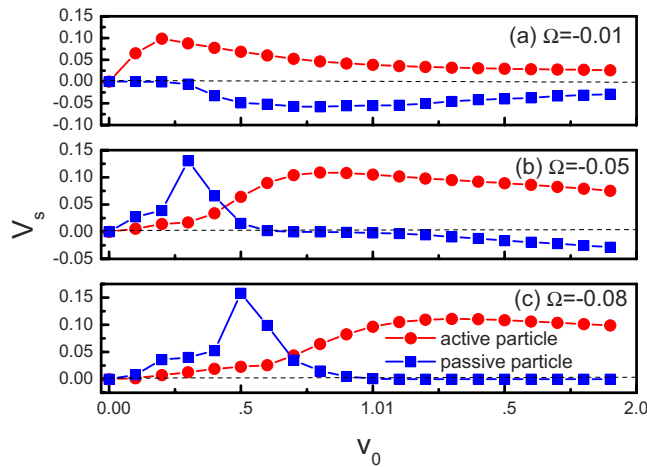 0.15
0.10
(a) Ω=-0.01
0.05
0.00
-0.05
-0.10
0.15
(b) Ω=-0.05
0.10
0.05
0.00
-0.05
V_s
0.15
(c) Ω=-0.08
0.10
0.05
active particle
passive particle
0.00
0.00 .5 1.01 .5 2.0
v_0